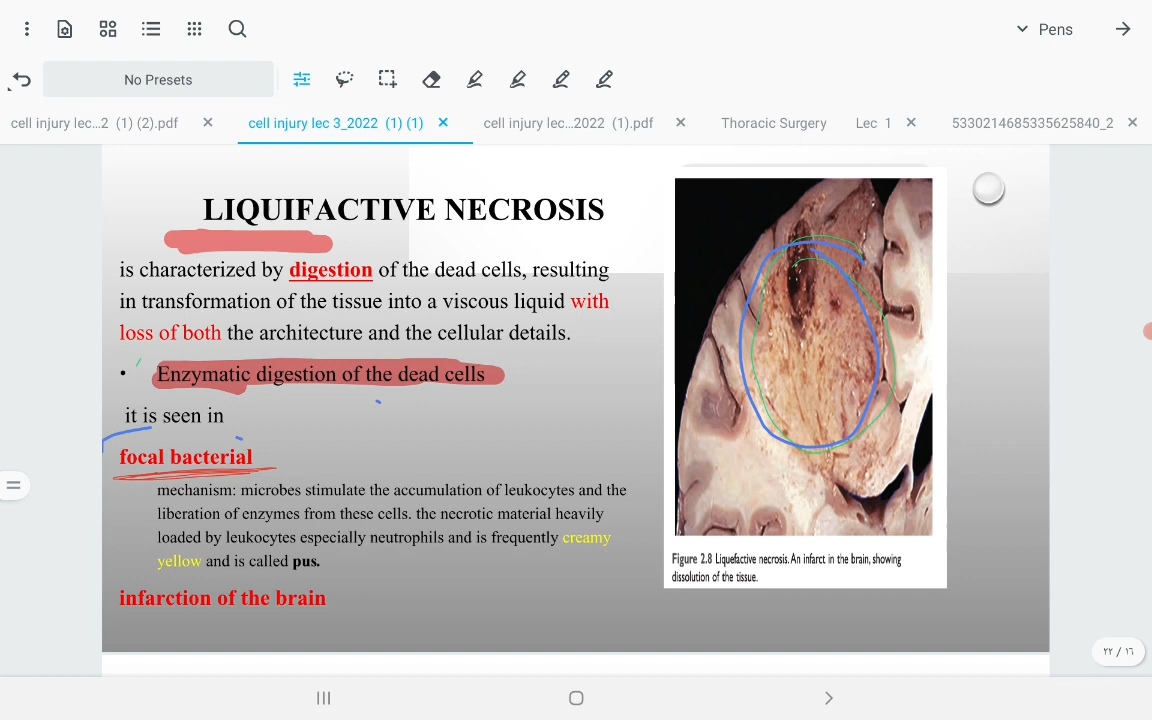 Pens
No Presets
cell injury lec...2 (1) (2).pdf
cell injury lec 3_2022 (1) (1)
cell injury lec...2022 (1).pdf
Thoracic Surgery Lec 1
5330214685335625840_2
LIQUIFACTIVE NECROSIS
is characterized by digestion of the dead cells, resulting
in transformation of the tissue into a viscous liquid with
loss of both the architecture and the cellular details.
• Enzymatic digestion of the dead cells
it is seen in
focal bacterial
mechanism: microbes stimulate the accumulation of leukocytes and the
liberation of enzymes from these cells. the necrotic material heavily
loaded by leukocytes especially neutrophils and is frequently creamy
yellow and is called pus.
infarction of the brain
Figure 2.8 Liquefactive necrosis. An infarct in the brain, showing
dissolution of the tissue.
٢٢ / ١٦